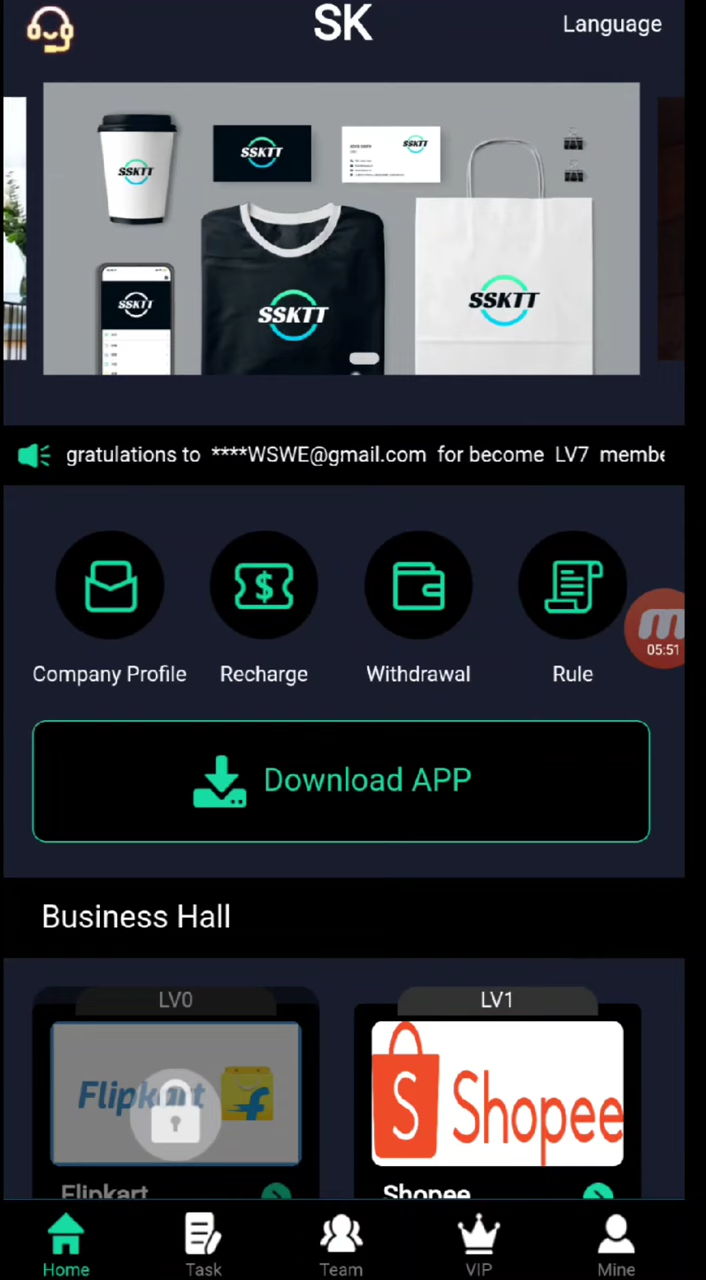 SK
Language
SSKTT
SSKTT
SSKTT
SSKTT
SSKTT
SSKTT
gratulations to ****WSWE@gmail.com for become LV7 membe
05:51
Company Profile
Recharge
Withdrawal
Rule
Download APP
Business Hall
LV0
LV1
Flipkart
S Shopee
Flipkart
Shopee
Home
Task
Team
VIP
Mine